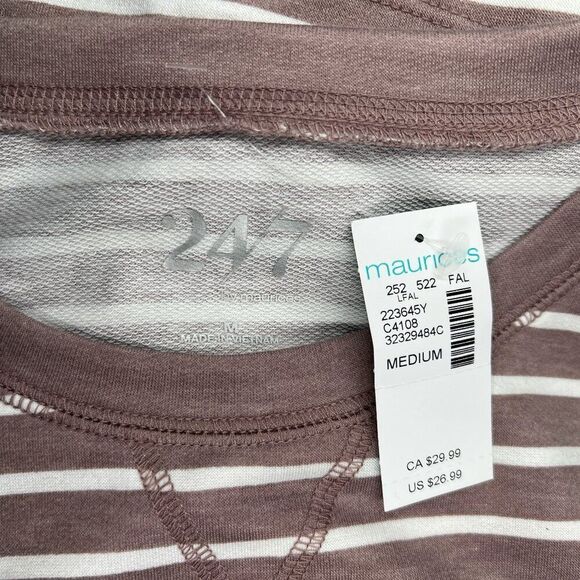 24/7
maurices
M
MADE IN VIETNAM
maurices
252 522 FAL
LFAL
223645Y
C4108
32329484C
MEDIUM
CA $29.99
US $26.99